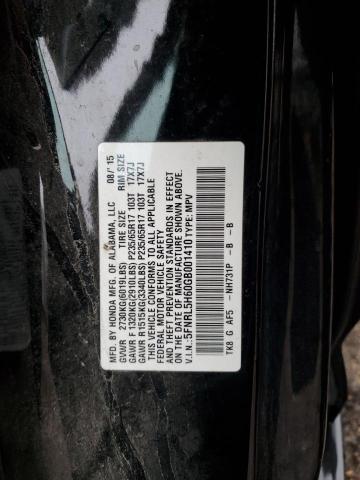 MFD. BY HONDA MFG. OF ALABAMA, LLC 08/'15
TIRE SIZE RIM SIZE
GVWR 2730KG(6019LBS)
GAWR F 1320KG(2910LBS) P235/65R17 103T 17X7J
GAWR R 1515KG(3340LBS) P235/65R17 103T 17X7J
THIS VEHICLE CONFORMS TO ALL APPLICABLE
FEDERAL MOTOR VEHICLE SAFETY
AND THEFT PREVENTION STANDARDS IN EFFECT
ON THE DATE OF MANUFACTURE SHOWN ABOVE.
V.I.N.: 5FNRL5H60GB001410 TYPE: MPV
TK8 G AF5 -NH731P -B -B